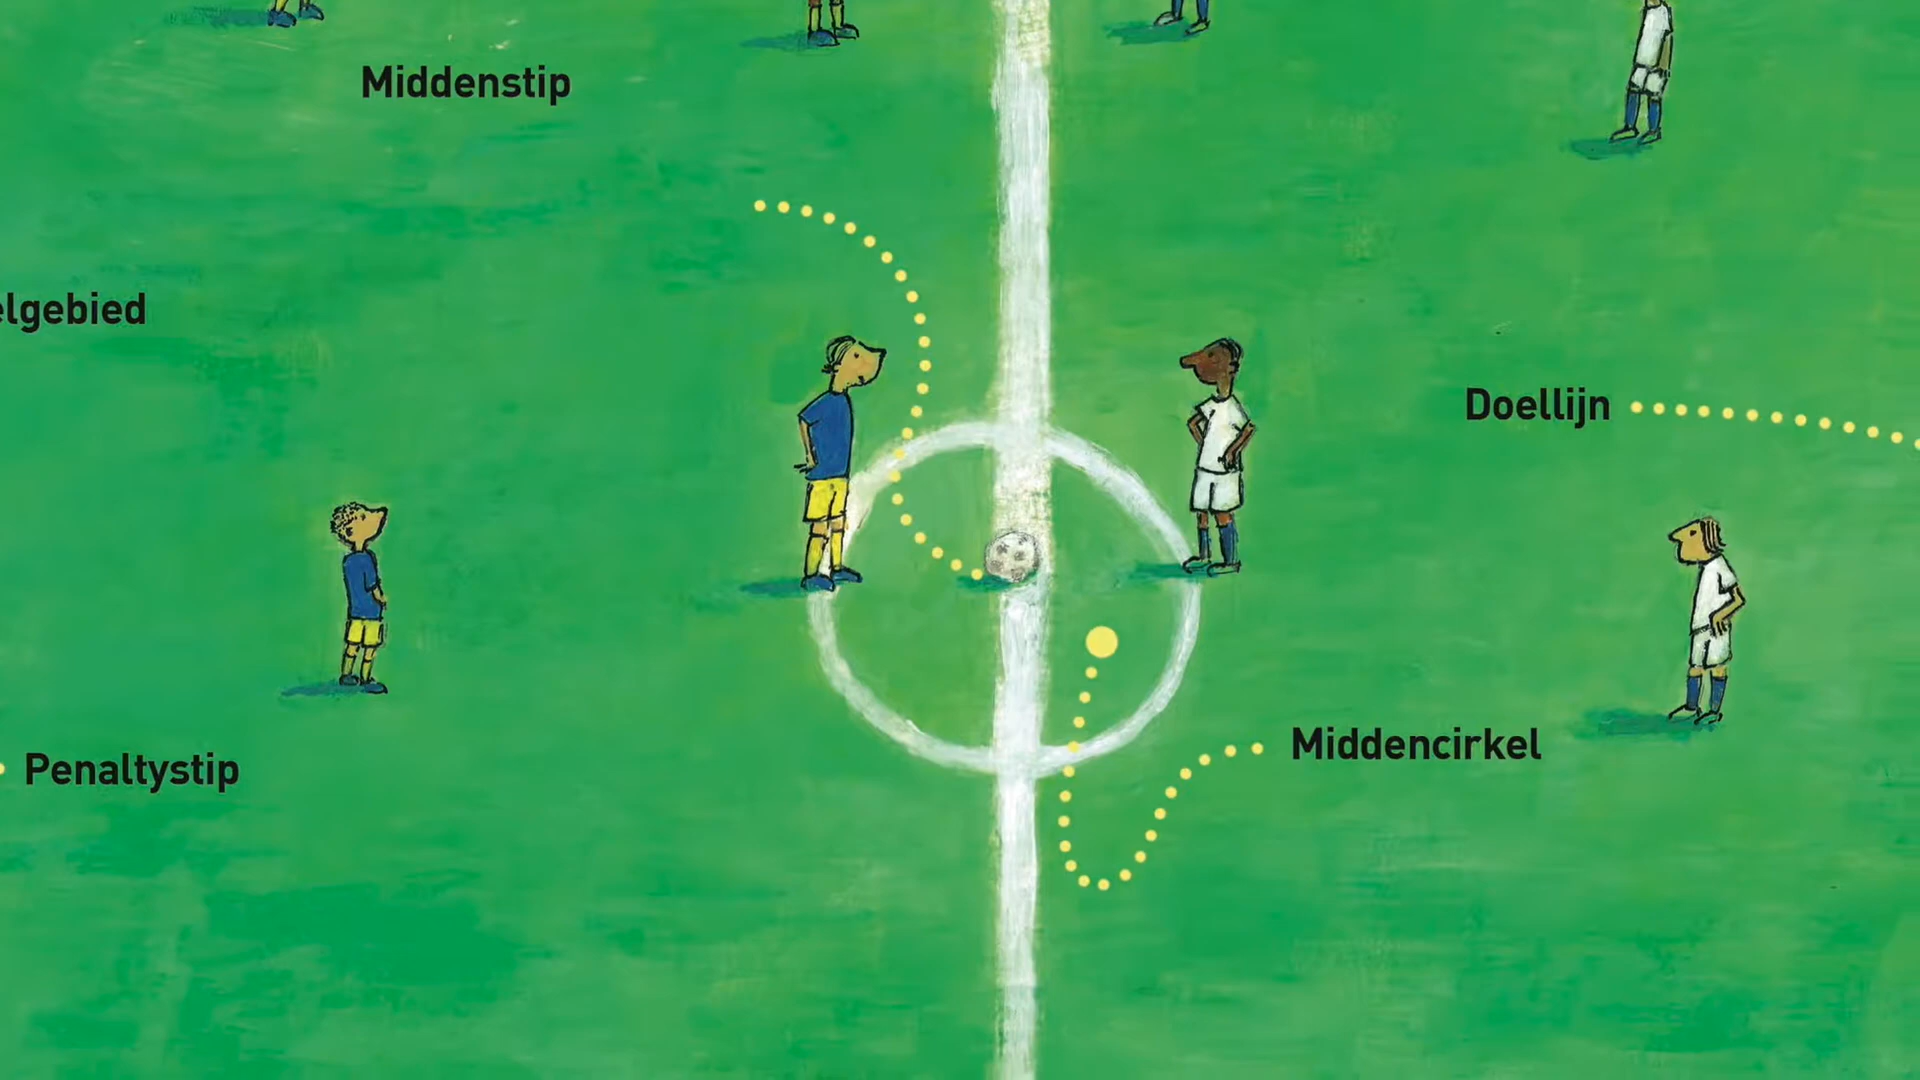 Middenstip
elgebied
Doellijn
Middencirkel
Penaltystip